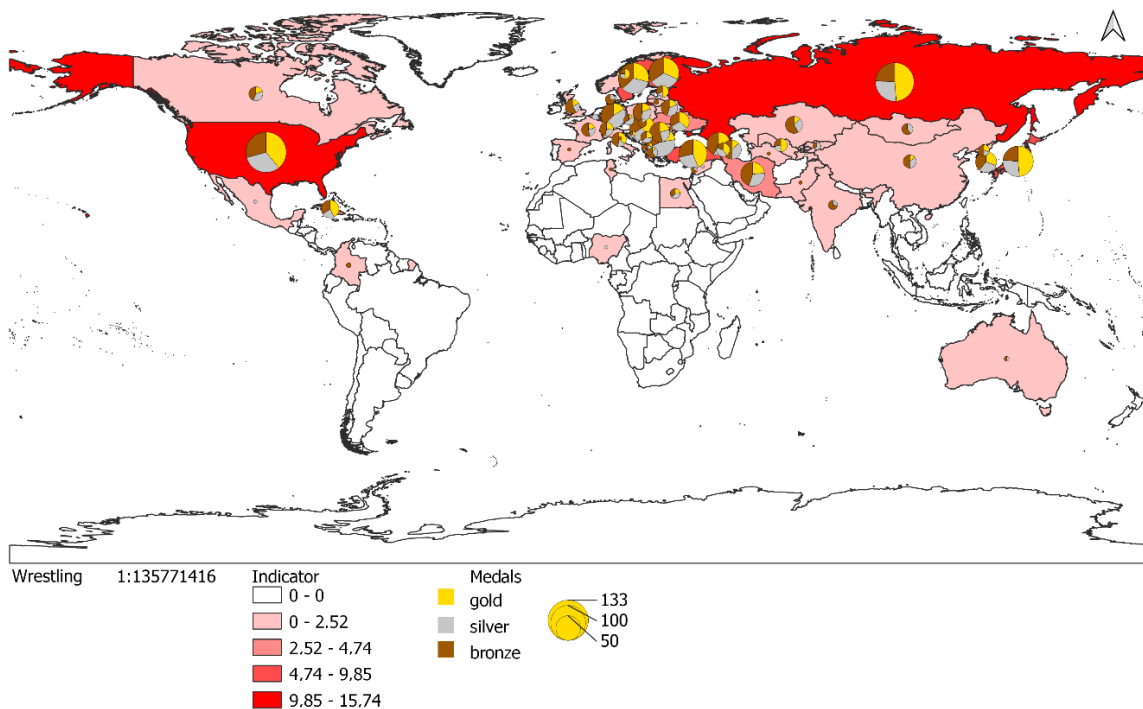 Wrestling 1:135771416
Indicator
0 - 0
0 - 2.52
2,52 - 4,74
4,74 - 9,85
9,85 - 15,74
Medals
gold
silver
bronze
133
100
50